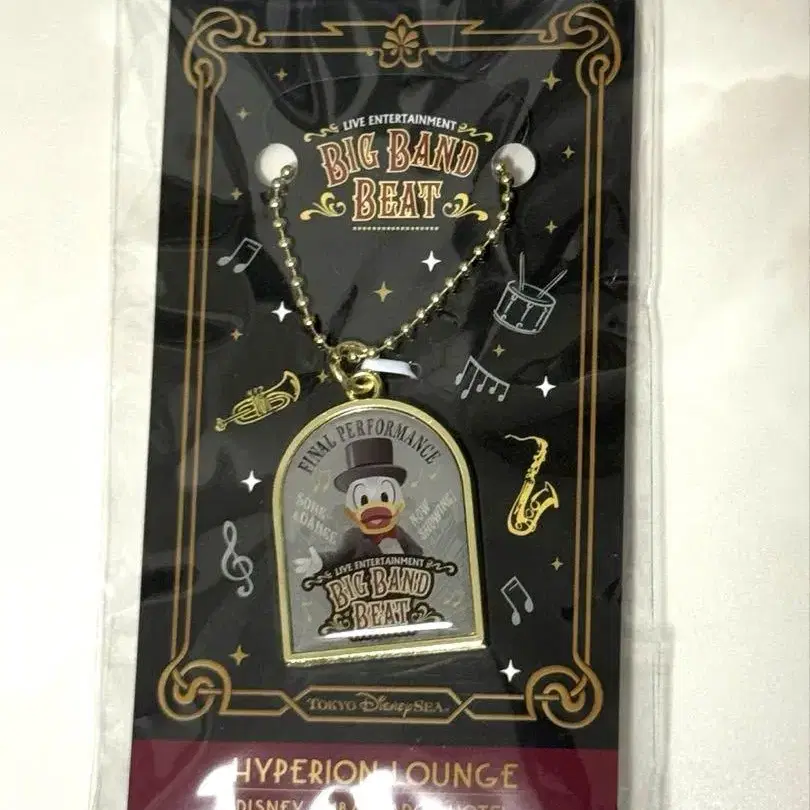 LIVE ENTERTAINMENT
BIG BAND
BEAT
FINAL PERFORMANCE
SONG
& DANCE
NOW
SHOWING!
LIVE ENTERTAINMENT
BIG BAND
BEAT
TOKYO DisneySEA
HYPERION LOUNGE
DISNEY